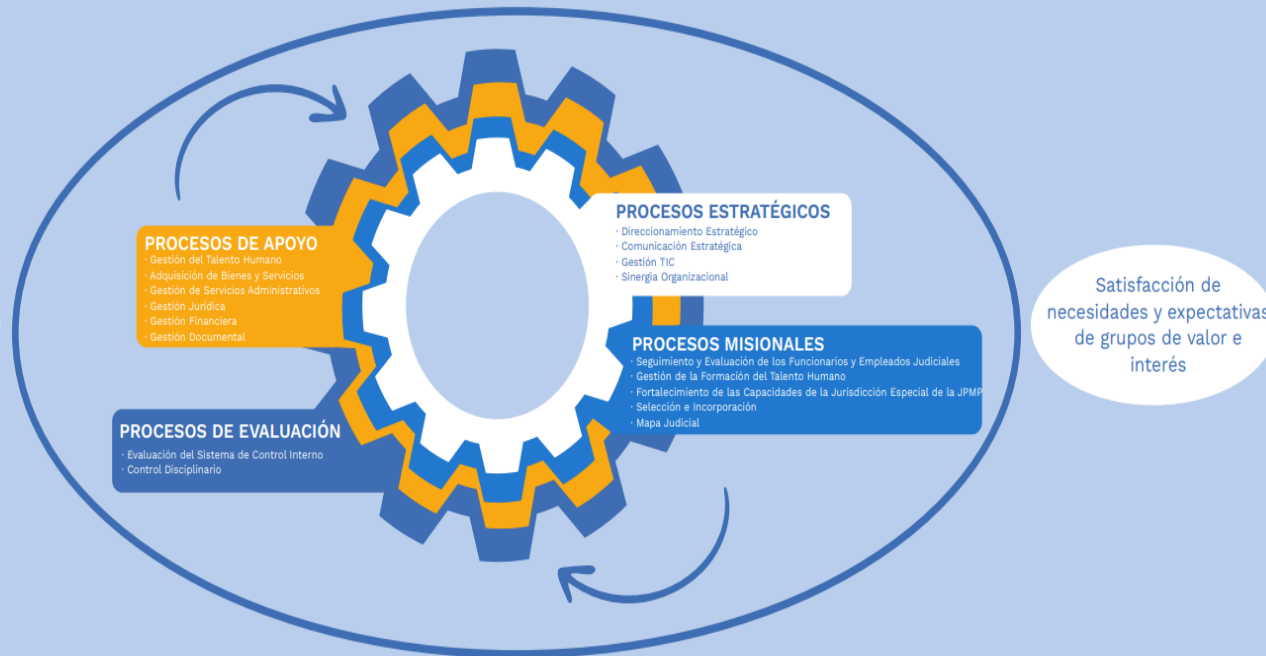 PROCESOS DE APOYO
· Gestión del Talento Humano
· Adquisición de Bienes y Servicios
· Gestión de Servicios Administrativos
· Gestión Jurídica
· Gestión Financiera
· Gestión Documental
PROCESOS DE EVALUACIÓN
· Evaluación del Sistema de Control Interno
· Control Disciplinario
PROCESOS ESTRATÉGICOS
· Direccionamiento Estratégico
· Comunicación Estratégica
· Gestión TIC
· Sinergia Organizacional
PROCESOS MISIONALES
· Seguimiento y Evaluación de los Funcionarios y Empleados Judiciales
· Gestión de la Formación del Talento Humano
· Fortalecimiento de las Capacidades de la Jurisdicción Especial de la JPMP
· Selección e Incorporación
· Mapa Judicial
Satisfacción de
necesidades y expectativas
de grupos de valor e
interés